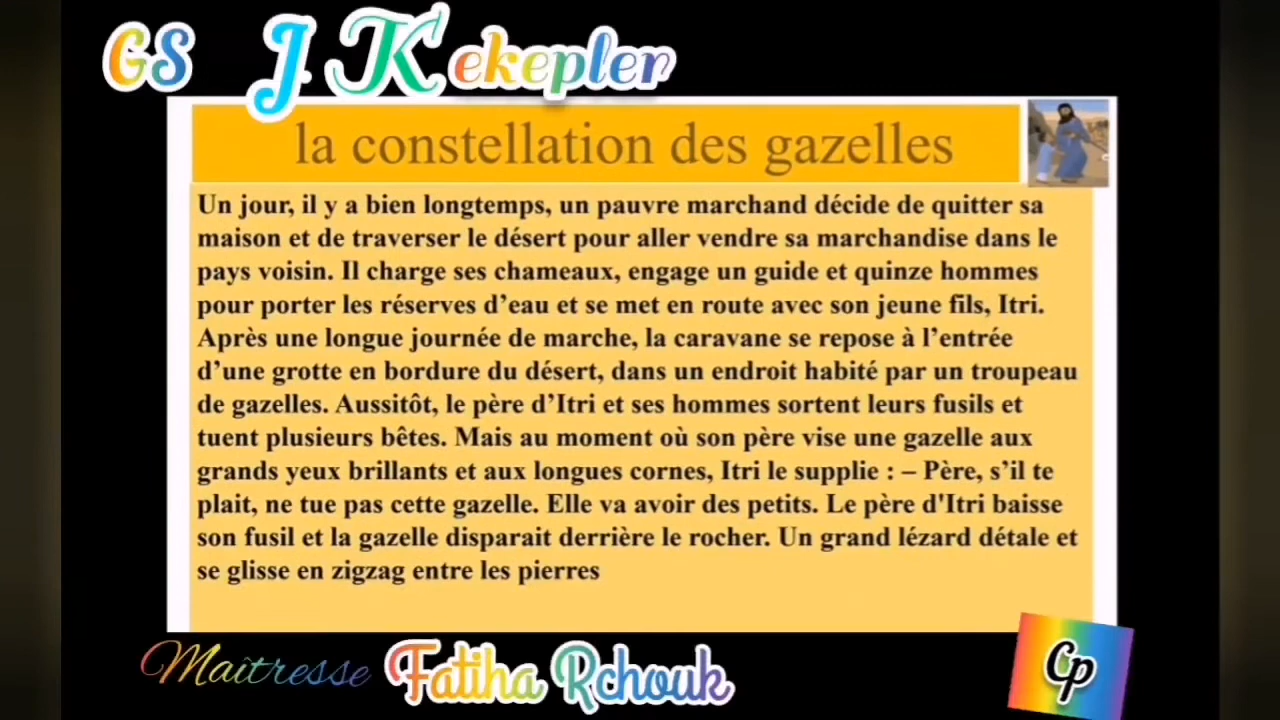 GS J. Kekepler
la constellation des gazelles
Un jour, il y a bien longtemps, un pauvre marchand décide de quitter sa
maison et de traverser le désert pour aller vendre sa marchandise dans le
pays voisin. Il charge ses chameaux, engage un guide et quinze hommes
pour porter les réserves d’eau et se met en route avec son jeune fils, Itri.
Après une longue journée de marche, la caravane se repose à l’entrée
d’une grotte en bordure du désert, dans un endroit habité par un troupeau
de gazelles. Aussitôt, le père d’Itri et ses hommes sortent leurs fusils et
tuent plusieurs bêtes. Mais au moment où son père vise une gazelle aux
grands yeux brillants et aux longues cornes, Itri le supplie : – Père, s’il te
plait, ne tue pas cette gazelle. Elle va avoir des petits. Le père d'Itri baisse
son fusil et la gazelle disparait derrière le rocher. Un grand lézard détale et
se glisse en zigzag entre les pierres
Maîtresse Fatiha Rchouk
Cp